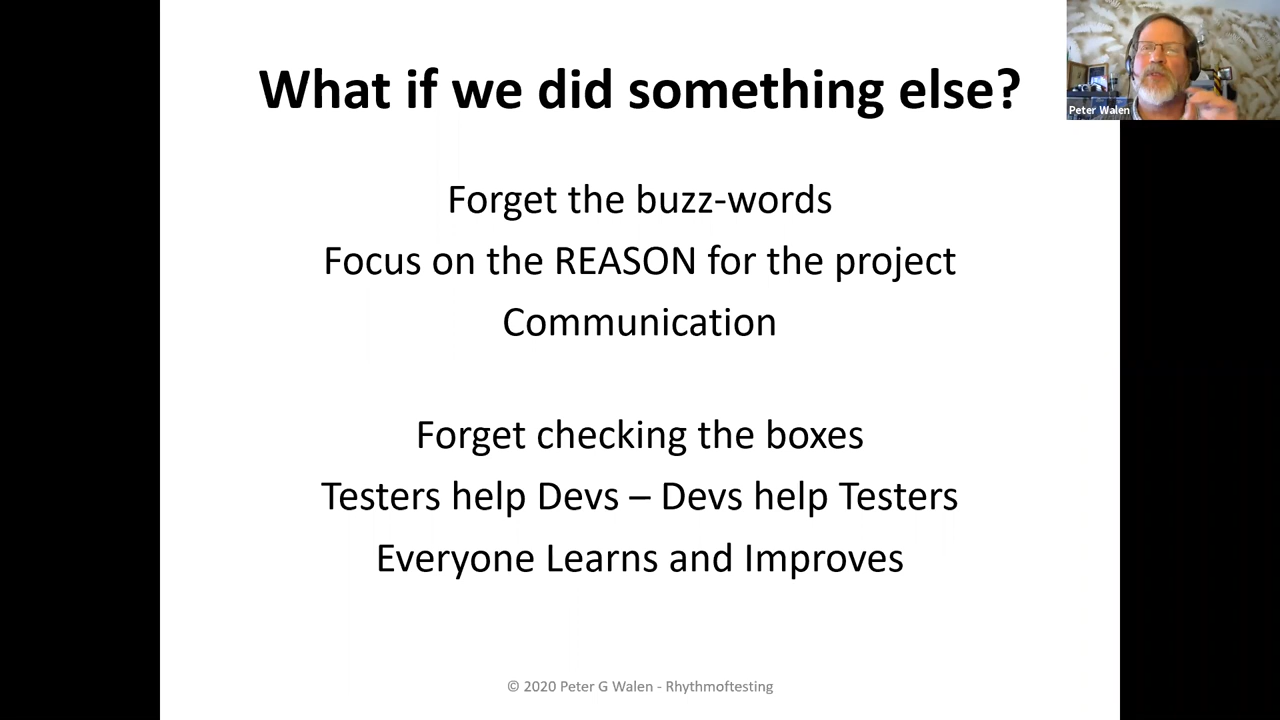 What if we did something else?
Peter Walen
Forget the buzz-words
Focus on the REASON for the project
Communication
Forget checking the boxes
Testers help Devs – Devs help Testers
Everyone Learns and Improves
© 2020 Peter G Walen - Rhythmoftesting